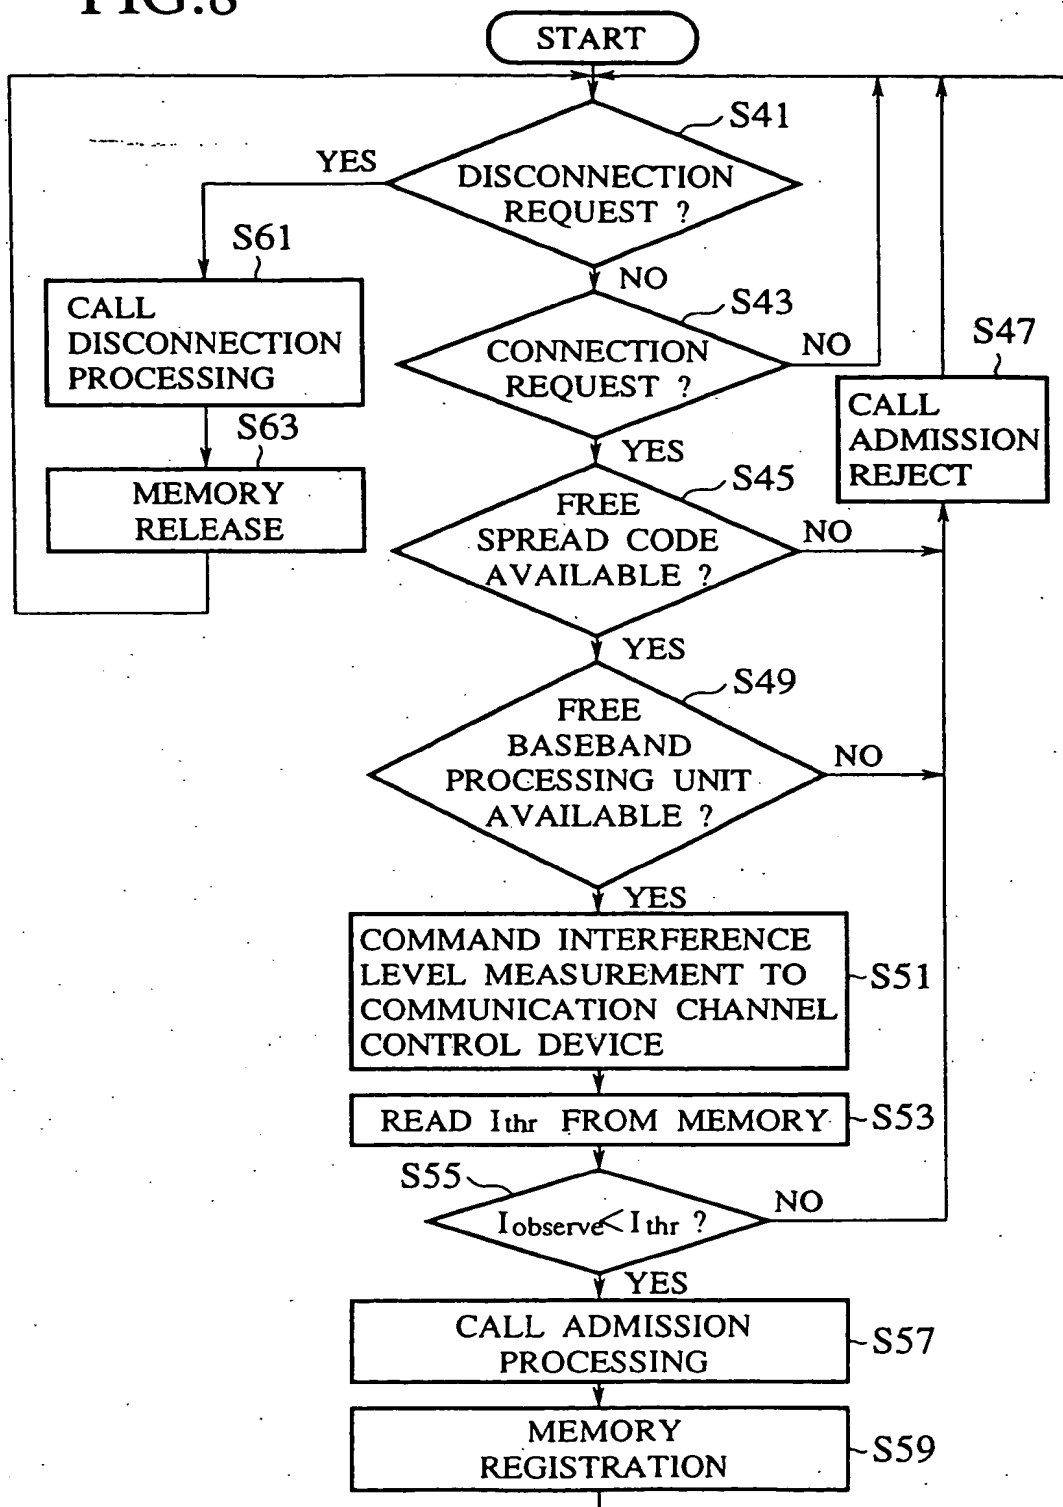 FIG.8
START
S41
YES
DISCONNECTION
REQUEST ?
S61
NO
CALL
DISCONNECTION
PROCESSING
S43
CONNECTION
REQUEST ?
NO
S47
CALL
ADMISSION
REJECT
S63
MEMORY
RELEASE
YES
S45
FREE
SPREAD CODE
AVAILABLE ?
NO
YES
S49
FREE
BASEBAND
PROCESSING UNIT
AVAILABLE ?
NO
YES
COMMAND INTERFERENCE
LEVEL MEASUREMENT TO
COMMUNICATION CHANNEL
CONTROL DEVICE
S51
READ Ithr FROM MEMORY
S53
S55
Iobserve<Ithr ?
NO
YES
CALL ADMISSION
PROCESSING
S57
MEMORY
REGISTRATION
S59